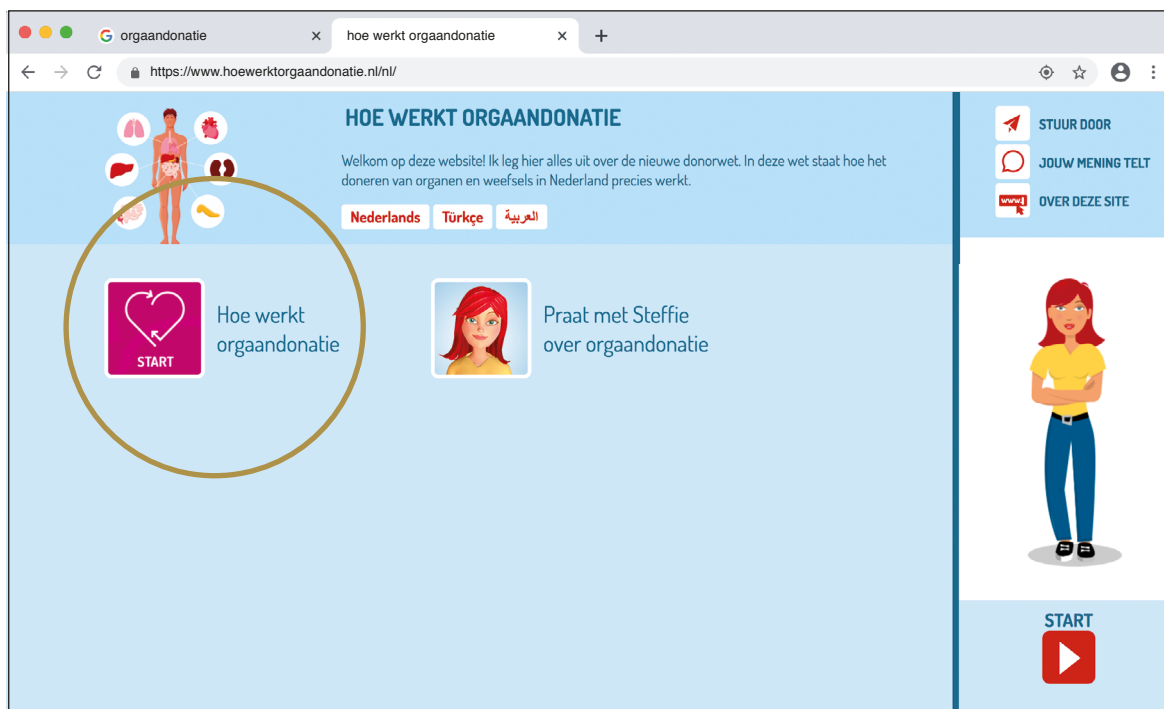 orgaandonatie
hoe werkt orgaandonatie
https://www.hoewerktorgaandonatie.nl/nl/
HOE WERKT ORGAANDONATIE
Welkom op deze website! Ik leg hier alles uit over de nieuwe donorwet. In deze wet staat hoe het
doneren van organen en weefsels in Nederland precies werkt.
Nederlands Türkçe العربية
START
Hoe werkt
orgaandonatie
Praat met Steffie
over orgaandonatie
STUUR DOOR
JOUW MENING TELT
www.
OVER DEZE SITE
START